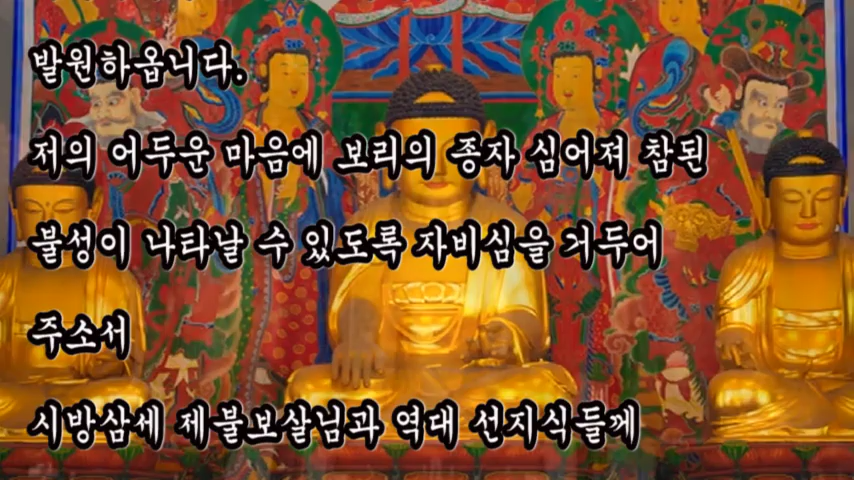 발원하옵니다.
저의 어두운 마음에 보리의 종자 심어져 참된
불성이 나타날 수 있도록 자비심을 거두어
주소서
시방삼세 제불보살님과 역대 선지식들께